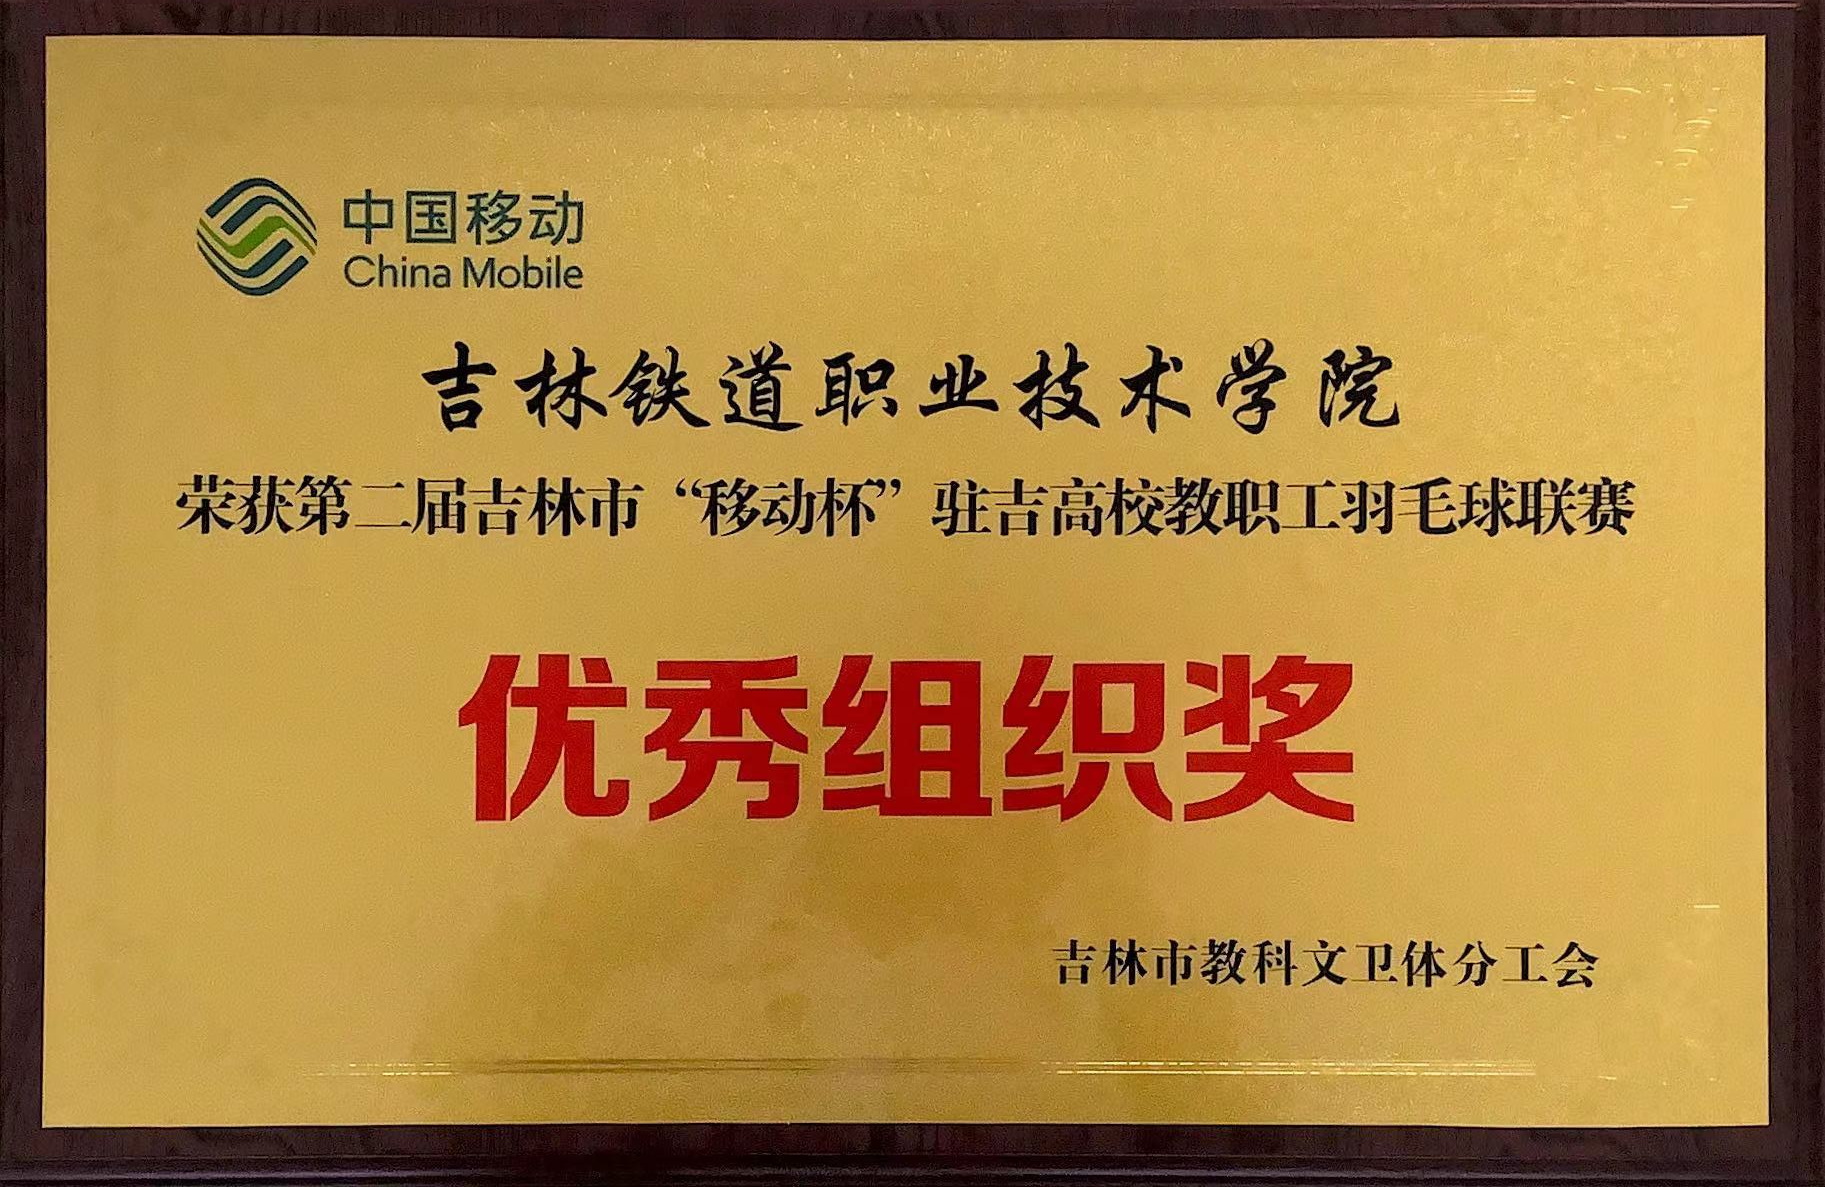 中国移动
China Mobile
吉林铁道职业技术学院
荣获第二届吉林市“移动杯”驻吉高校教职工羽毛球联赛
优秀组织奖
吉林市教科文卫体分工会